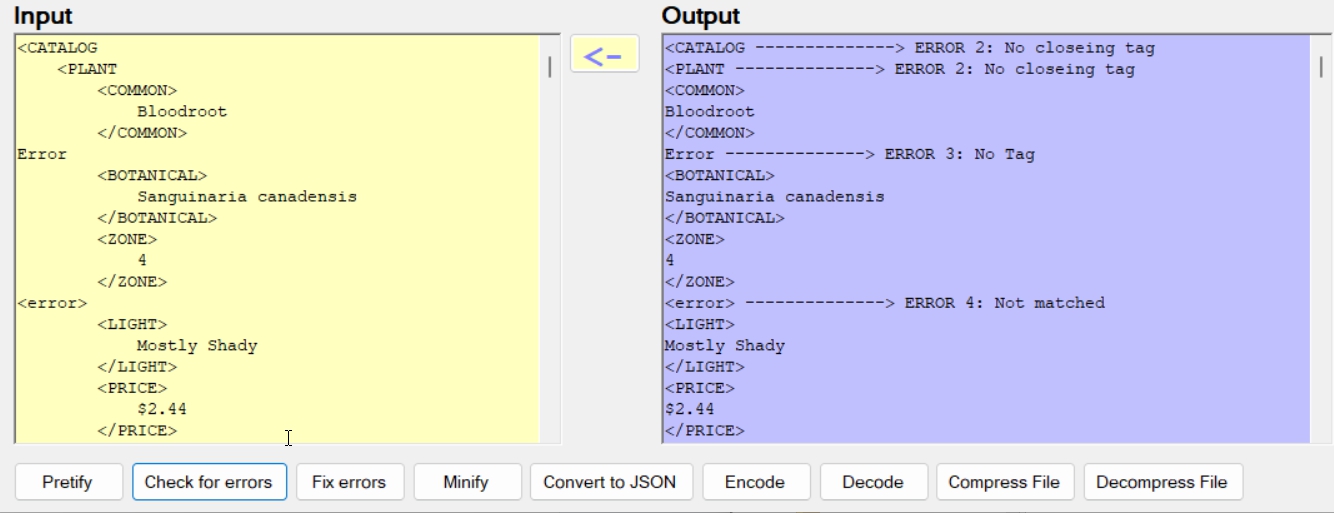 Input
<CATALOG
<PLANT
<COMMON>
Bloodroot
</COMMON>
Error
<BOTANICAL>
Sanguinaria canadensis
</BOTANICAL>
<ZONE>
4
</ZONE>
<error>
<LIGHT>
Mostly Shady
</LIGHT>
<PRICE>
$2.44
</PRICE>
<-
Output
<CATALOG --------------> ERROR 2: No closeing tag
<PLANT --------------> ERROR 2: No closeing tag
<COMMON>
Bloodroot
</COMMON>
Error --------------> ERROR 3: No Tag
<BOTANICAL>
Sanguinaria canadensis
</BOTANICAL>
<ZONE>
4
</ZONE>
<error> --------------> ERROR 4: Not matched
<LIGHT>
Mostly Shady
</LIGHT>
<PRICE>
$2.44
</PRICE>
Pretify Check for errors Fix errors Minify Convert to JSON Encode Decode Compress File Decompress File